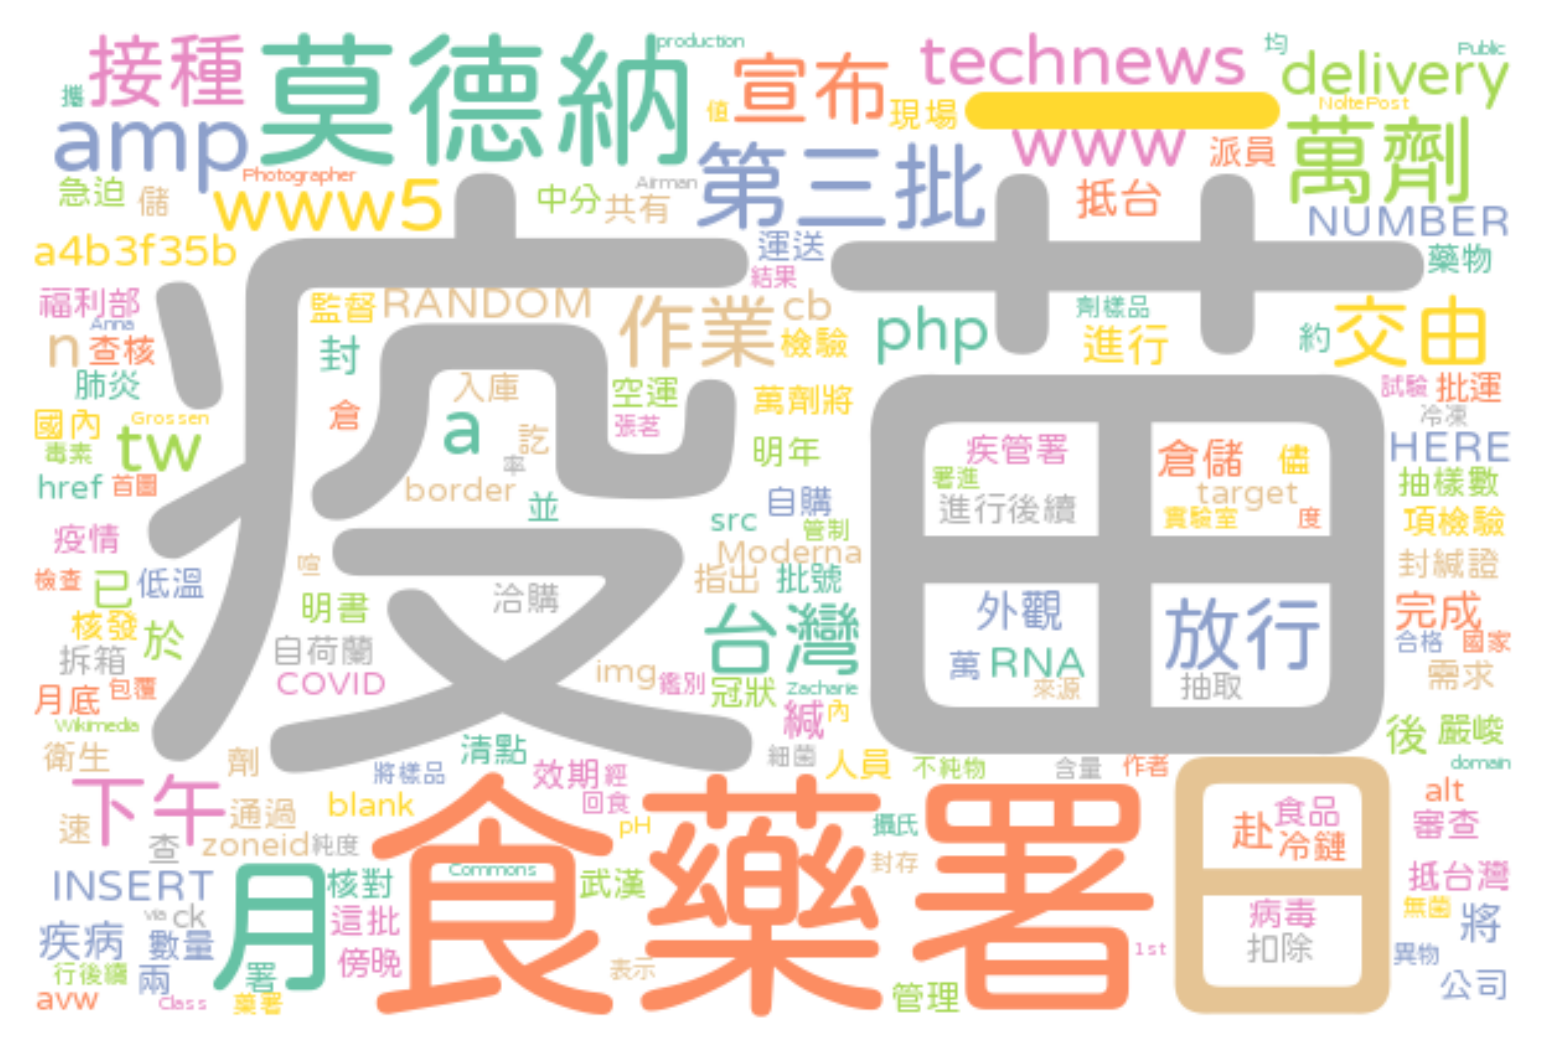 接種
莫德納
production
宣布
technews
均
Public
delivery
攜
amp
值
現場
一
NoltePost
www
派員
萬劑
急迫
儲
Photographer
www5
中分
Airman
共有
第三批
抵台
NUMBER
a4b3f35b
運送
藥物
結果
疫苗
福利部
Anna
監督
RANDOM
作業
cb
劑樣品
交由
n
查核
封
檢驗
php
進行
約
肺炎
入庫
空運
萬劑將
試驗
批運
國內
Grossen
倉
張茗
冷凍
tw
a
訖
明年
疾管署
倉儲
儘
HERE
毒素
率
署進
href
首圖
border
並
自購
進行後續
target
抽樣數
src
管制
實驗室
度
項檢驗
疫情
Moderna
喧
封緘證
檢查
已
低溫
指出
批號
明書
洽購
外觀
放行
完成
核發
於
台灣
合格
國家
拆箱
自荷蘭
萬
RNA
需求
COVID
img
鑑別
冠狀
Zacharie
來源
抽取
月底
包覆
緘
內
Wikimedia
後
嚴峻
衛生
劑
清點
細菌
人員
不純物
含量
作者
domain
將樣品
效期
經
下午
blank
回食
食藥署
日
食品
alt
速
通過
pH
攝氏
赴
冷鏈
審查
查
zoneid
純度
封存
INSERT
月
核對
Commons
武漢
抵台灣
via
ck
這批
病毒
無菌
將
疾病
數量
傍晚
1st
扣除
異物
行後續
兩
署
表示
公司
avw
Class
藥署
管理